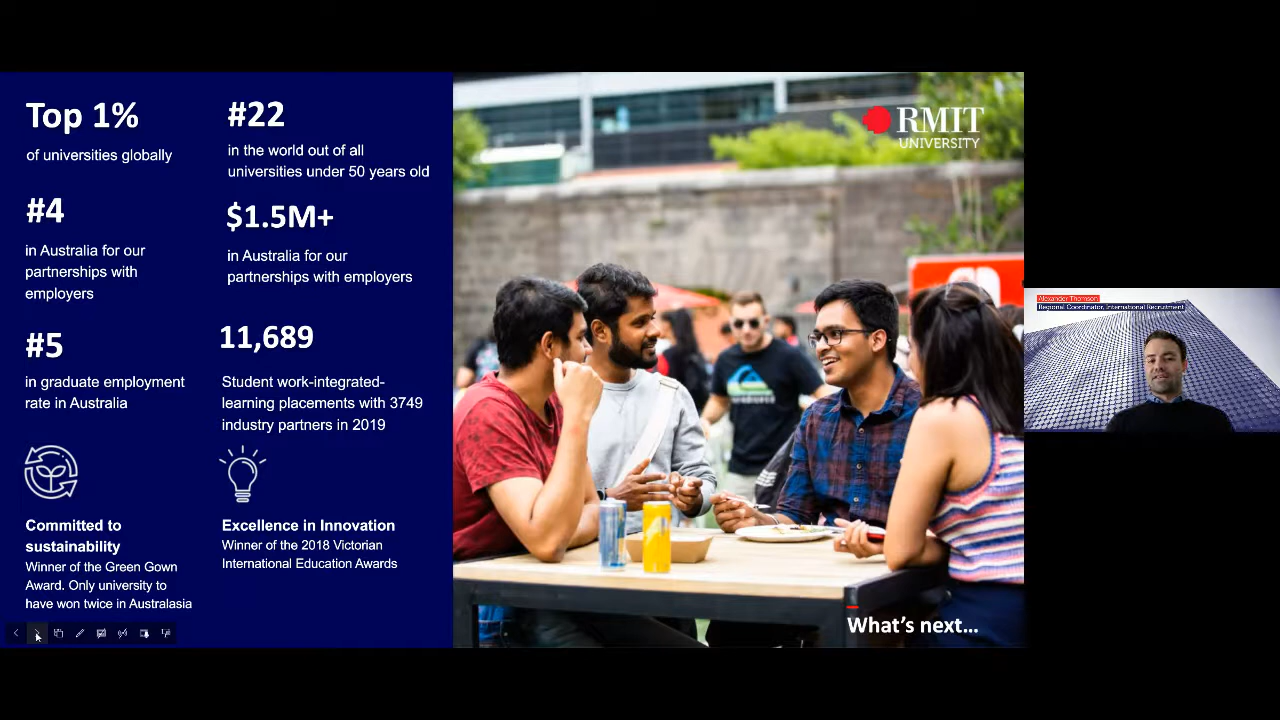 Top 1%
of universities globally
#22
in the world out of all
universities under 50 years old
#4
in Australia for our
partnerships with
employers
$1.5M+
in Australia for our
partnerships with employers
#5
in graduate employment
rate in Australia
11,689
Student work-integrated-
learning placements with 3749
industry partners in 2019
Committed to
sustainability
Winner of the Green Gown
Award. Only university to
have won twice in Australasia
Excellence in Innovation
Winner of the 2018 Victorian
International Education Awards
RMIT
UNIVERSITY
What's next...
Alexander Thomson
Regional Coordinator, International Recruitment